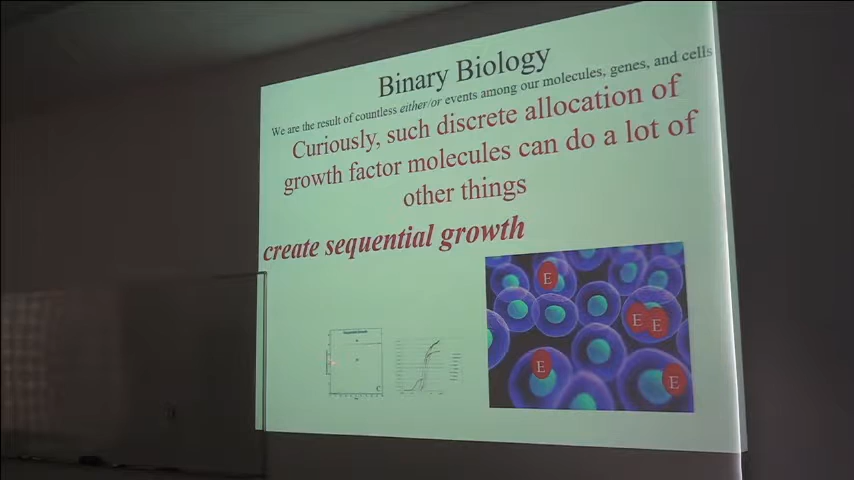 Binary Biology
We are the result of countless either/or events among our molecules, genes, and cells
Curiously, such discrete allocation of
growth factor molecules can do a lot of
other things
create sequential growth
E
E E
E
E
C